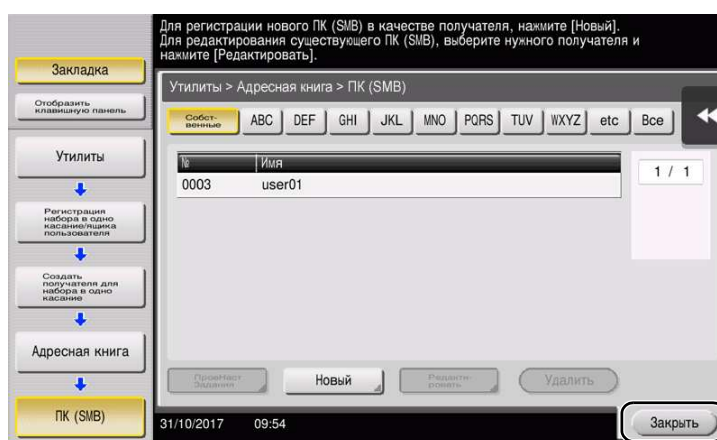 Для регистрации нового ПК (SMB) в качестве получателя, нажмите [Новый].
Для редактирования существующего ПК (SMB), выберите нужного получателя и
нажмите [Редактировать].
Закладка
Отобразить
клавишную панель
Утилиты
Регистрация
набора в одно
касание/ящика
пользователя
Создать
получателя для
набора в одно
касание
Адресная книга
ПК (SMB)
Утилиты > Адресная книга > ПК (SMB)
Собст-
венные
ABC DEF GHI JKL MNO PQRS TUV WXYZ etc Все
№ Имя
0003 user01
1 / 1
ПровНаст
Задания
Новый
Редакти-
ровать
Удалить
31/10/2017 09:54
Закрыть